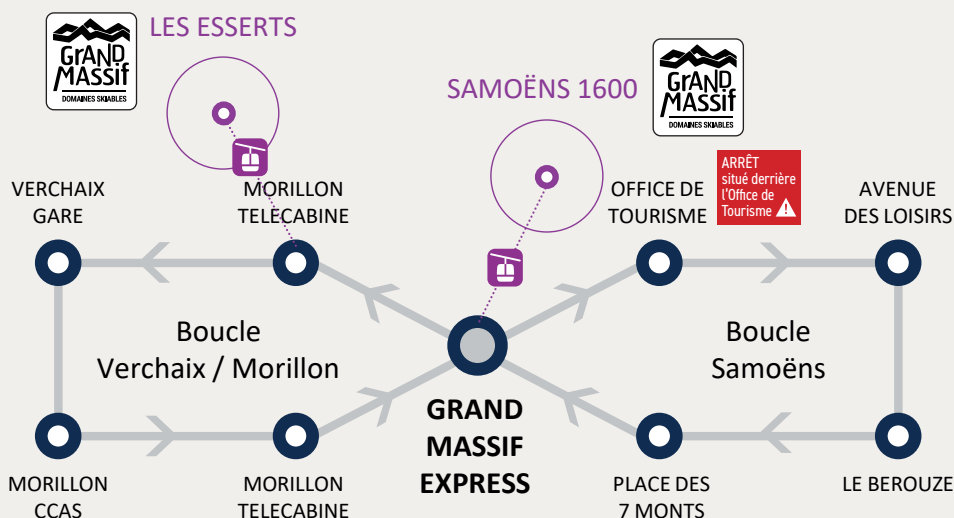 GRAND
MASSIF
DOMAINES SKIABLES
LES ESSERTS
SAMOËNS 1600
GRAND
MASSIF
DOMAINES SKIABLES
VERCHAIX
GARE
MORILLON
TELECABINE
OFFICE DE
TOURISME
ARRÊT
situé derrière
l'Office de
Tourisme
AVENUE
DES LOISIRS
Boucle
Verchaix / Morillon
Boucle
Samoëns
GRAND
MASSIF
EXPRESS
MORILLON
CCAS
MORILLON
TELECABINE
PLACE DES
7 MONTS
LE BEROUZE